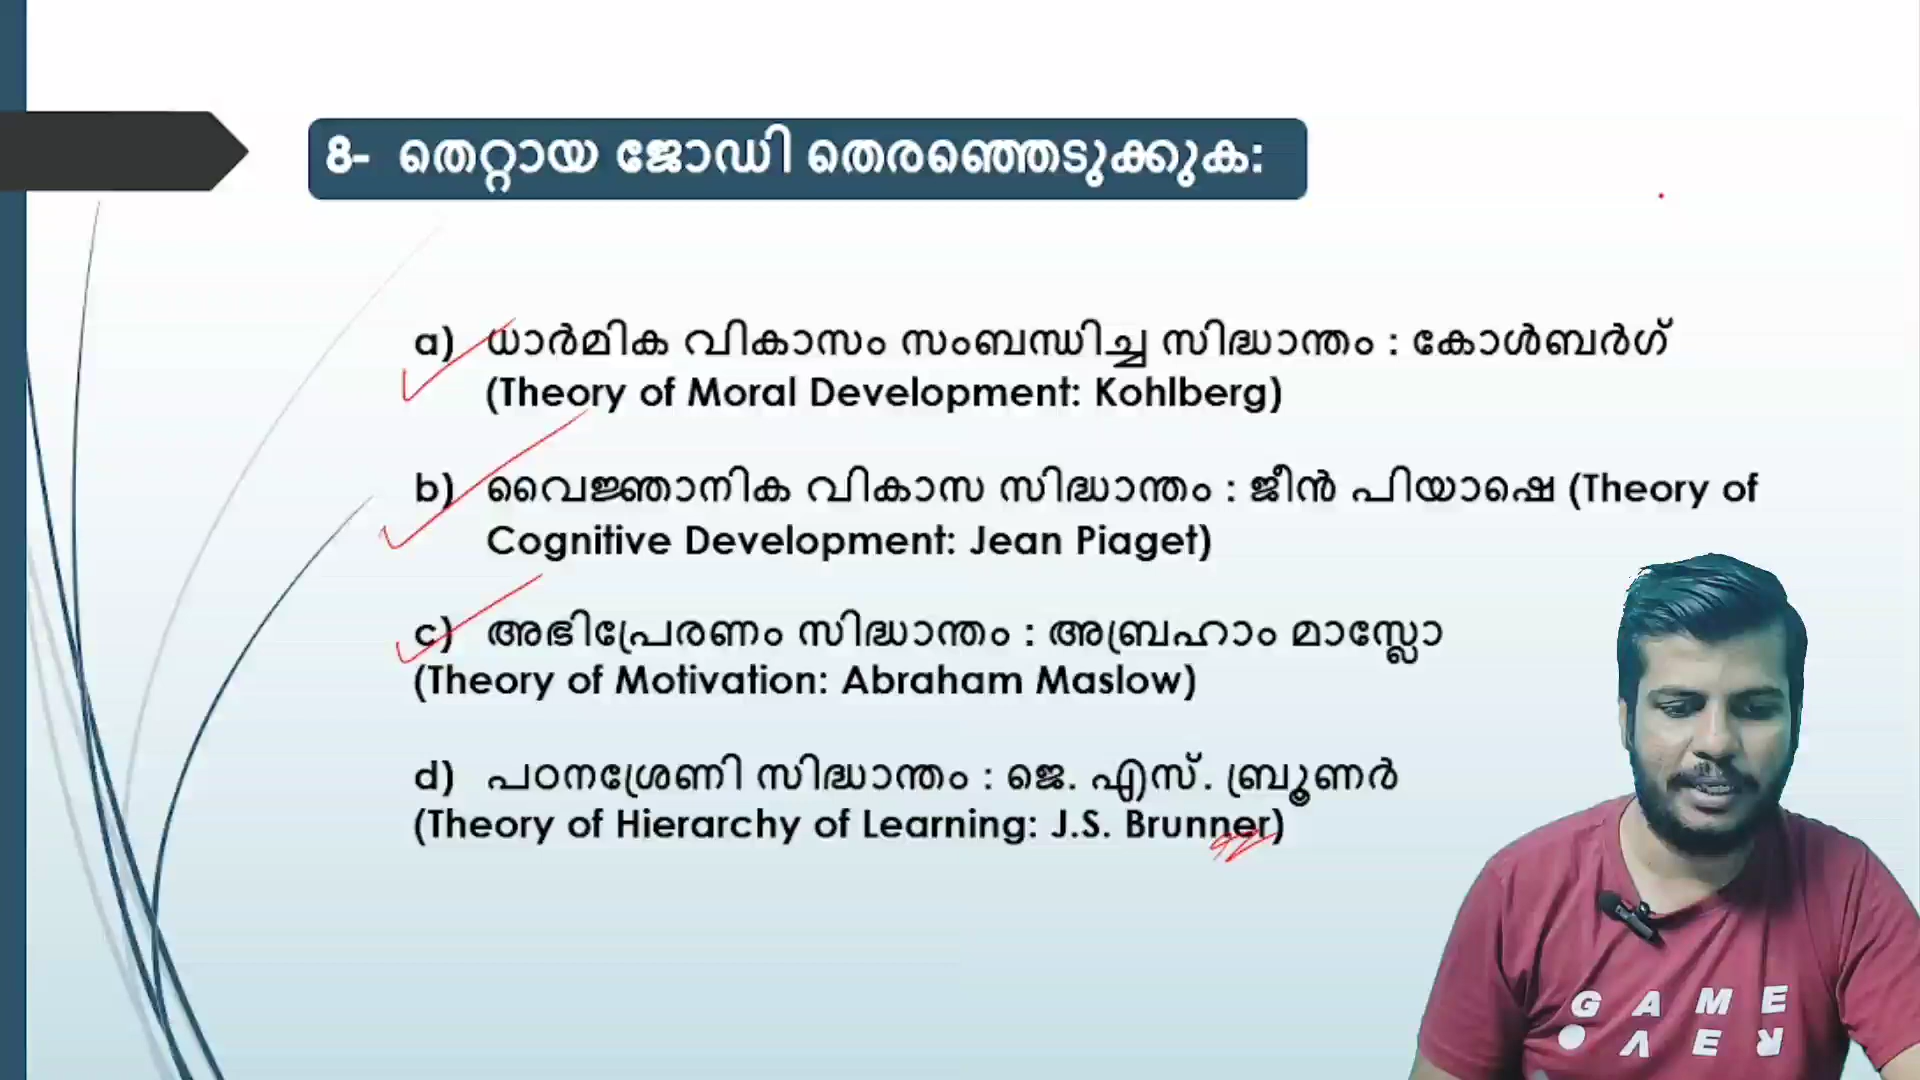 8- തെറ്റായ ജോഡി തെരഞ്ഞെടുക്കുക:
a) ധാർമിക വികാസം സംബന്ധിച്ച സിദ്ധാന്തം : കോൾബർഗ്
(Theory of Moral Development: Kohlberg)
b) വൈജ്ഞാനിക വികാസ സിദ്ധാന്തം : ജീൻ പിയാഷെ (Theory of
Cognitive Development: Jean Piaget)
c) അഭിപ്രേരണം സിദ്ധാന്തം : അബ്രഹാം മാസ്ലോ
(Theory of Motivation: Abraham Maslow)
d) പഠനശ്രേണി സിദ്ധാന്തം : ജെ. എസ്. ബ്രൂണർ
(Theory of Hierarchy of Learning: J.S. Brunner)
GAME